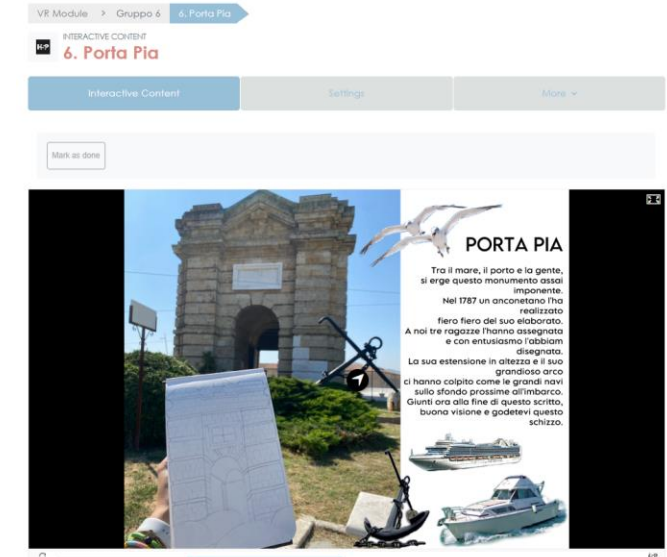 VR Module > Gruppo 6 6. Porta Pia
INTERACTIVE CONTENT
H5P
6. Porta Pia
Interactive Content Settings More
Mark as done
PORTA PIA
Tra il mare, il porto e la gente,
si erge questo monumento assai
imponente.
Nel 1787 un anconetano l'ha
realizzato
fiero fiero del suo elaborato.
A noi tre ragazze l'hanno assegnata
e con entusiasmo l'abbiam
disegnata.
La sua estensione in altezza e il suo
grandioso arco
ci hanno colpito come le grandi navi
sullo sfondo prossime all'imbarco.
Giunti ora alla fine di questo scritto,
buona visione e godetevi questo
schizzo.